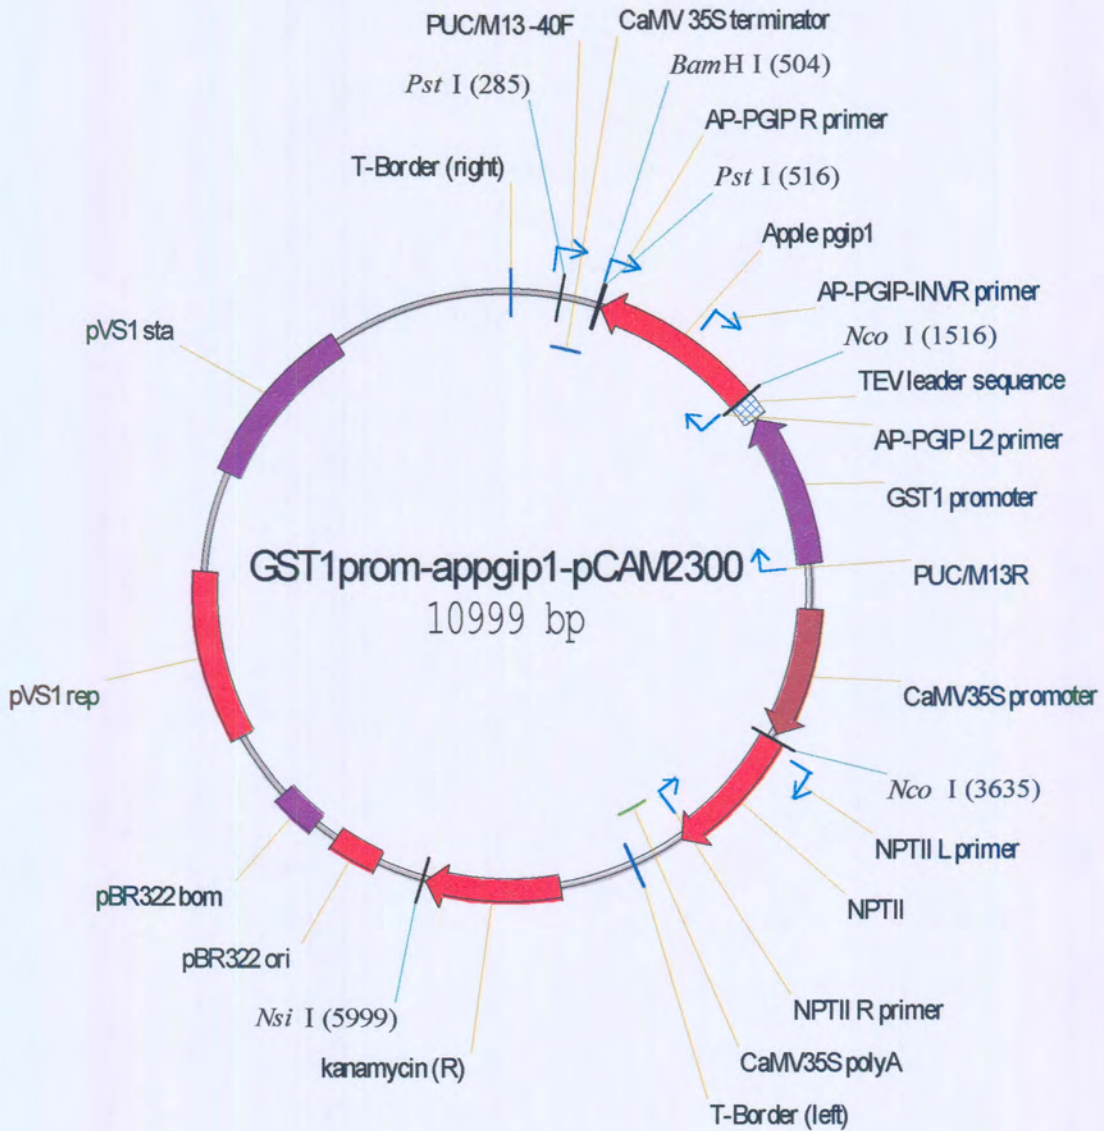 PUC/M13 -40F
CaMV 35S terminator
Pst I (285)
BamH I (504)
AP-PGIP R primer
T-Border (right)
Pst I (516)
Apple pgip1
AP-PGIP-INVR primer
pVS1 sta
Nco I (1516)
TEV leader sequence
AP-PGIP L2 primer
GST1 promoter
GST1prom-appgip1-pCAM2300
10999 bp
PUC/M13R
pVS1 rep
CaMV35S promoter
Nco I (3635)
NPTII L primer
pBR322 bom
NPTII
pBR322 ori
NPTII R primer
Nsi I (5999)
kanamycin (R)
CaMV35S polyA
T-Border (left)